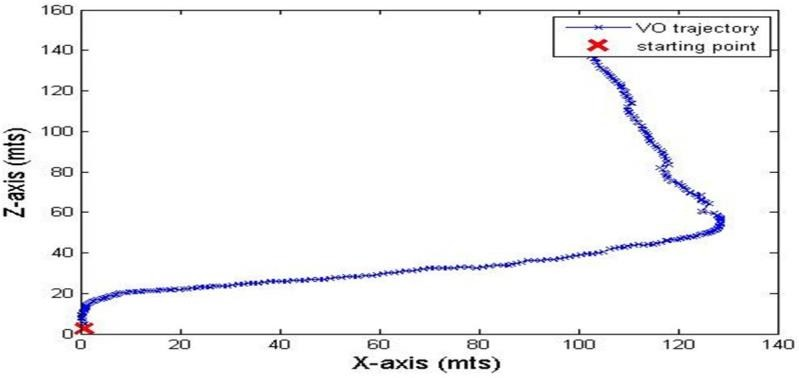 160
140
120
100
80
60
40
20
0
Z-axis (mts)
VO trajectory
starting point
0 20 40 60 80 100 120 140
X-axis (mts)